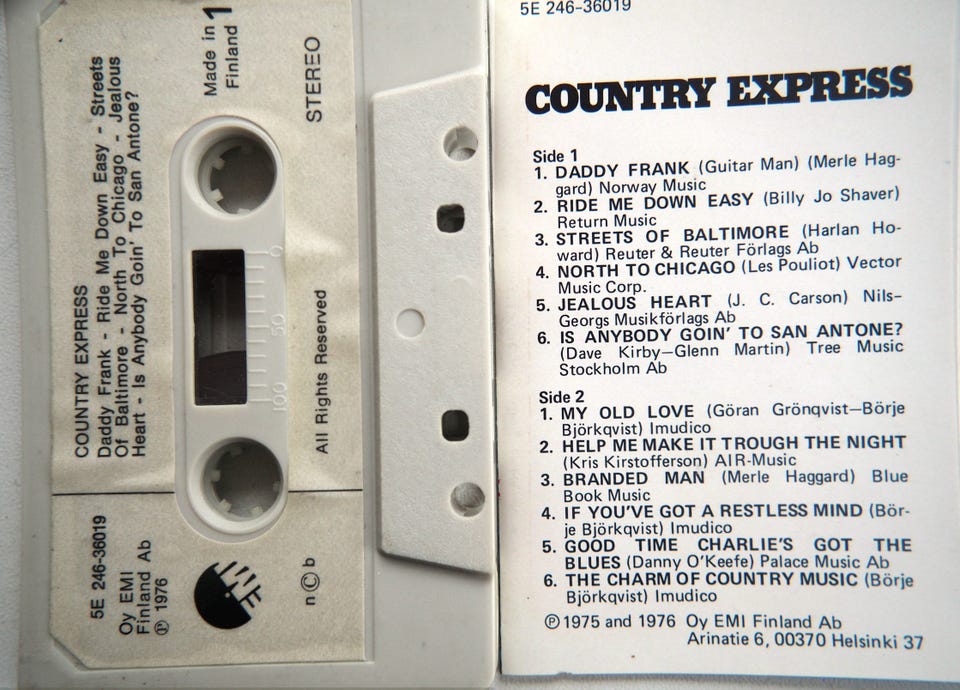 COUNTRY EXPRESS
Daddy Frank - Ride Me Down Easy - Streets
Of Baltimore - North To Chicago - Jealous
Heart - Is Anybody Goin' To San Antone?
Made in
Finland
1
STEREO
0
50
100
All Rights Reserved
5E 246-36019
Oy EMI
Finland Ab
Ⓟ 1976
EMI
n©b
5E 246-36019
COUNTRY EXPRESS
Side 1
1. DADDY FRANK (Guitar Man) (Merle Hag-
gard) Norway Music
2. RIDE ME DOWN EASY (Billy Jo Shaver)
Return Music
3. STREETS OF BALTIMORE (Harlan Ho-
ward) Reuter & Reuter Förlags Ab
4. NORTH TO CHICAGO (Les Pouliot) Vector
Music Corp.
5. JEALOUS HEART (J. C. Carson) Nils-
Georgs Musikförlags Ab
6. IS ANYBODY GOIN' TO SAN ANTONE?
(Dave Kirby—Glenn Martin) Tree Music
Stockholm Ab
Side 2
1. MY OLD LOVE (Göran Grönqvist—Börje
Björkqvist) Imudico
2. HELP ME MAKE IT TROUGH THE NIGHT
(Kris Kirstofferson) AIR-Music
3. BRANDED MAN (Merle Haggard) Blue
Book Music
4. IF YOU'VE GOT A RESTLESS MIND (Bör-
je Björkqvist) Imudico
5. GOOD TIME CHARLIE'S GOT THE
BLUES (Danny O'Keefe) Palace Music Ab
6. THE CHARM OF COUNTRY MUSIC (Börje
Björkqvist) Imudico
Ⓟ 1975 and 1976 Oy EMI Finland Ab
Arinatie 6, 00370 Helsinki 37